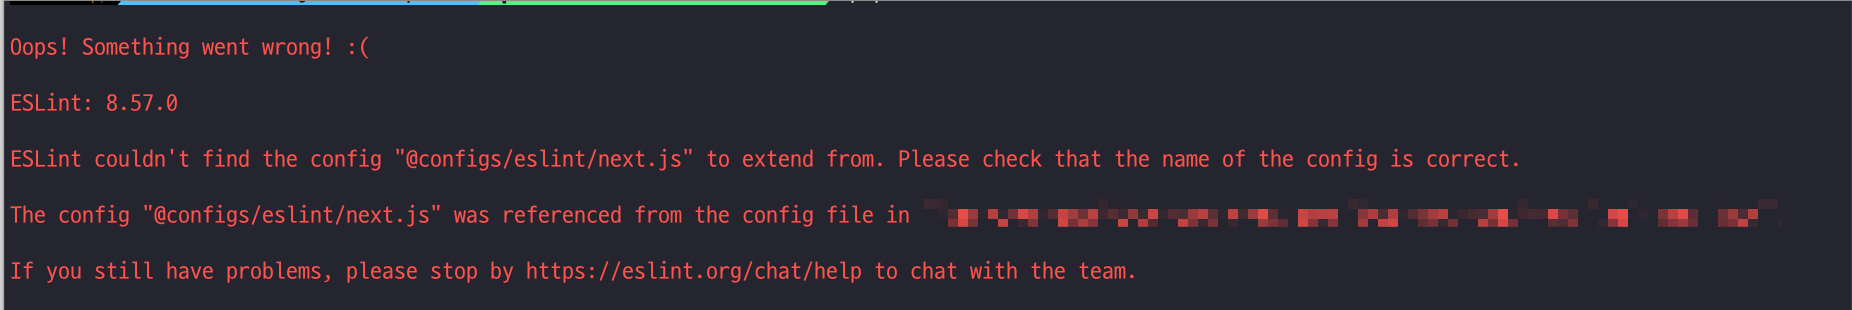 Oops! Something went wrong! :(
ESLint: 8.57.0
ESLint couldn't find the config "@configs/eslint/next.js" to extend from. Please check that the name of the config is correct.
The config "@configs/eslint/next.js" was referenced from the config file in
If you still have problems, please stop by https://eslint.org/chat/help to chat with the team.